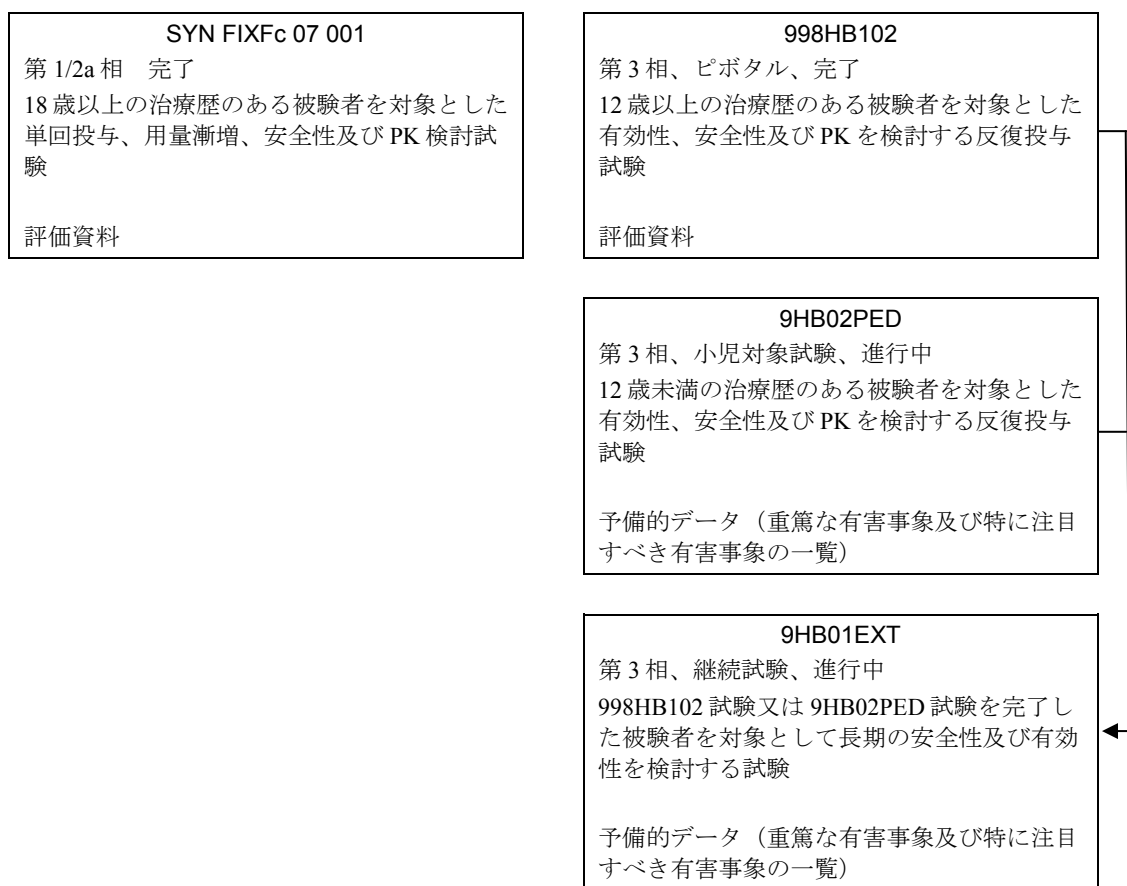 SYN FIXFc 07 001
第 1/2a 相　完了
18 歳以上の治療歴のある被験者を対象とした
単回投与、用量漸増、安全性及び PK 検討試
験
評価資料
998HB102
第 3 相、ピボタル、完了
12 歳以上の治療歴のある被験者を対象とした
有効性、安全性及び PK を検討する反復投与
試験
評価資料
9HB02PED
第 3 相、小児対象試験、進行中
12 歳未満の治療歴のある被験者を対象とした
有効性、安全性及び PK を検討する反復投与
試験
予備的データ（重篤な有害事象及び特に注目
すべき有害事象の一覧）
9HB01EXT
第 3 相、継続試験、進行中
998HB102 試験又は 9HB02PED 試験を完了し
た被験者を対象として長期の安全性及び有効
性を検討する試験
予備的データ（重篤な有害事象及び特に注目
すべき有害事象の一覧）